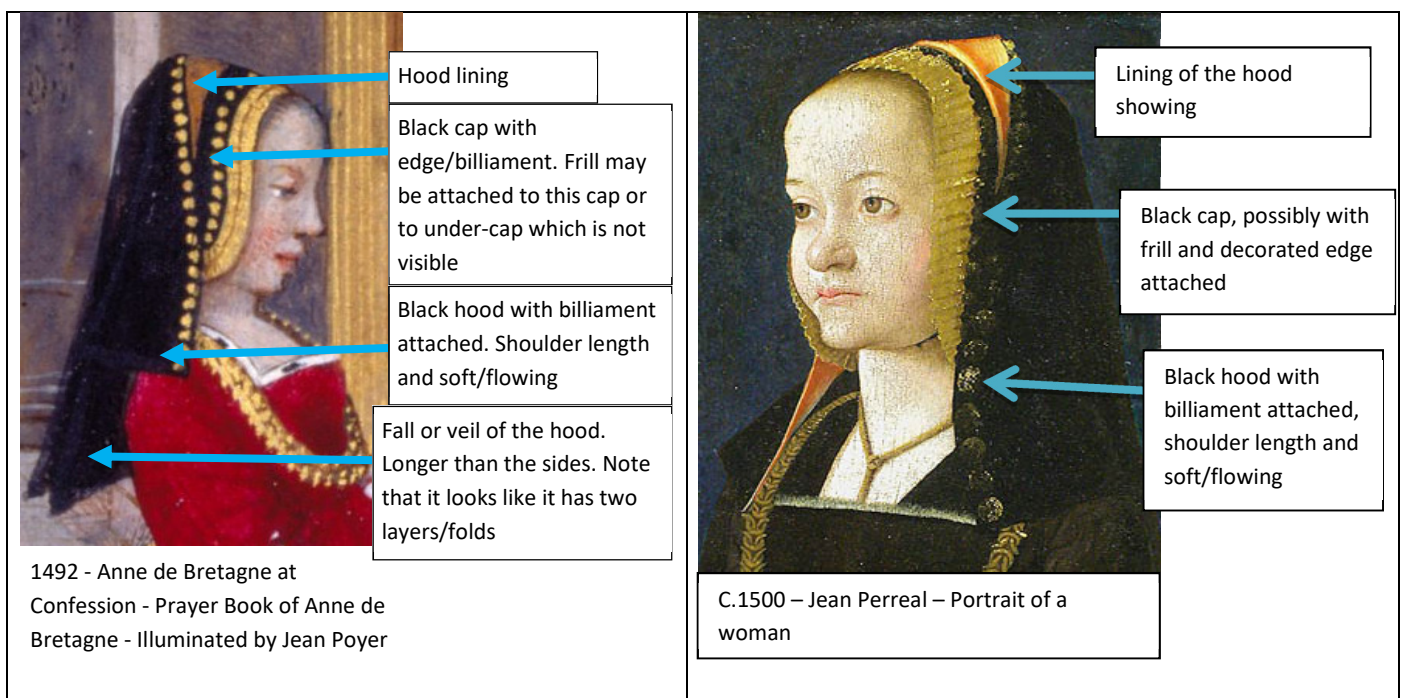 Hood lining
Black cap with
edge/billiament. Frill may
be attached to this cap or
to under-cap which is not
visible
Black hood with billiament
attached. Shoulder length
and soft/flowing
Fall or veil of the hood.
Longer than the sides. Note
that it looks like it has two
layers/folds
1492 - Anne de Bretagne at
Confession - Prayer Book of Anne de
Bretagne - Illuminated by Jean Poyer
Lining of the hood
showing
Black cap, possibly with
frill and decorated edge
attached
Black hood with
billiament attached,
shoulder length and
soft/flowing
C.1500 – Jean Perreal – Portrait of a
woman